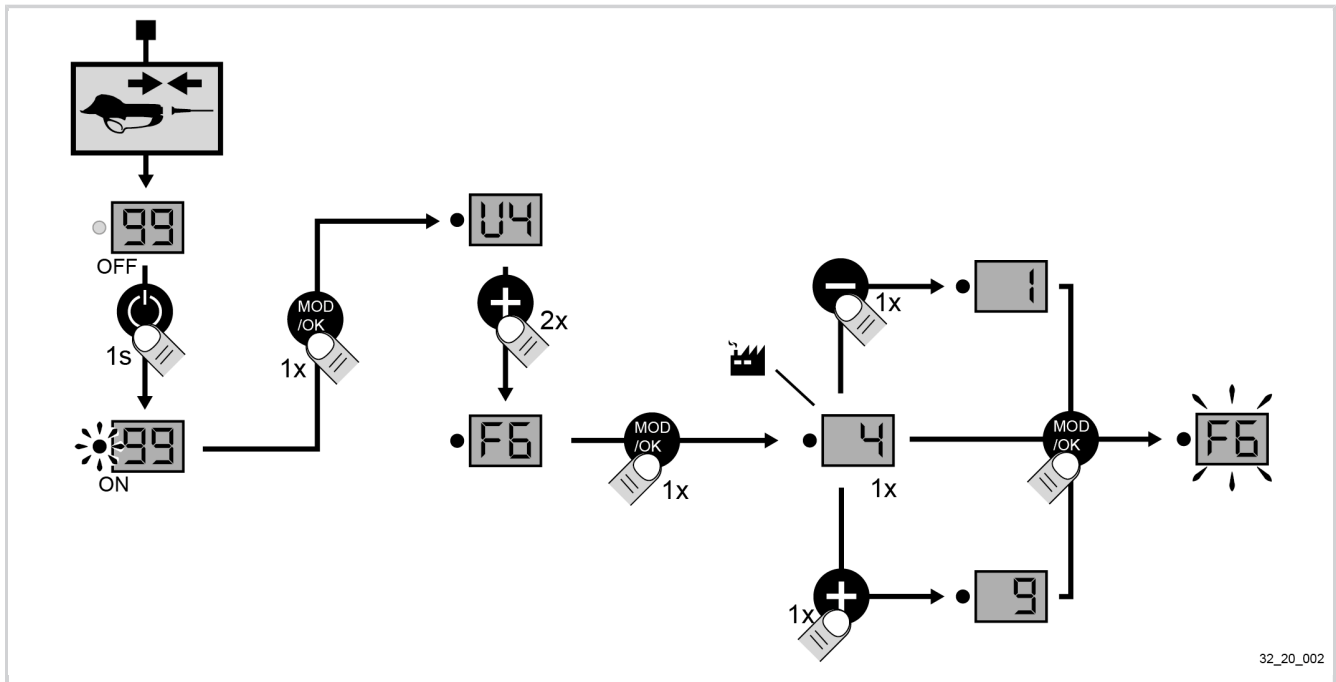 99
OFF
1s
99
ON
MOD
/OK
1x
U4
2x
F6
MOD
/OK
1x
1x
1
4
1x
1x
9
MOD
/OK
F6
32_20_002